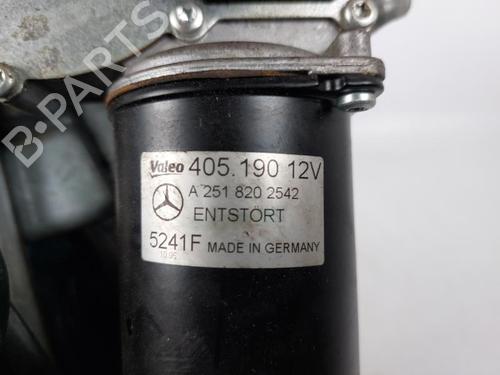 B-PARTS
Valeo 405.190 12V
A 251 820 2542
ENTSTÖRT
5241F MADE IN GERMANY